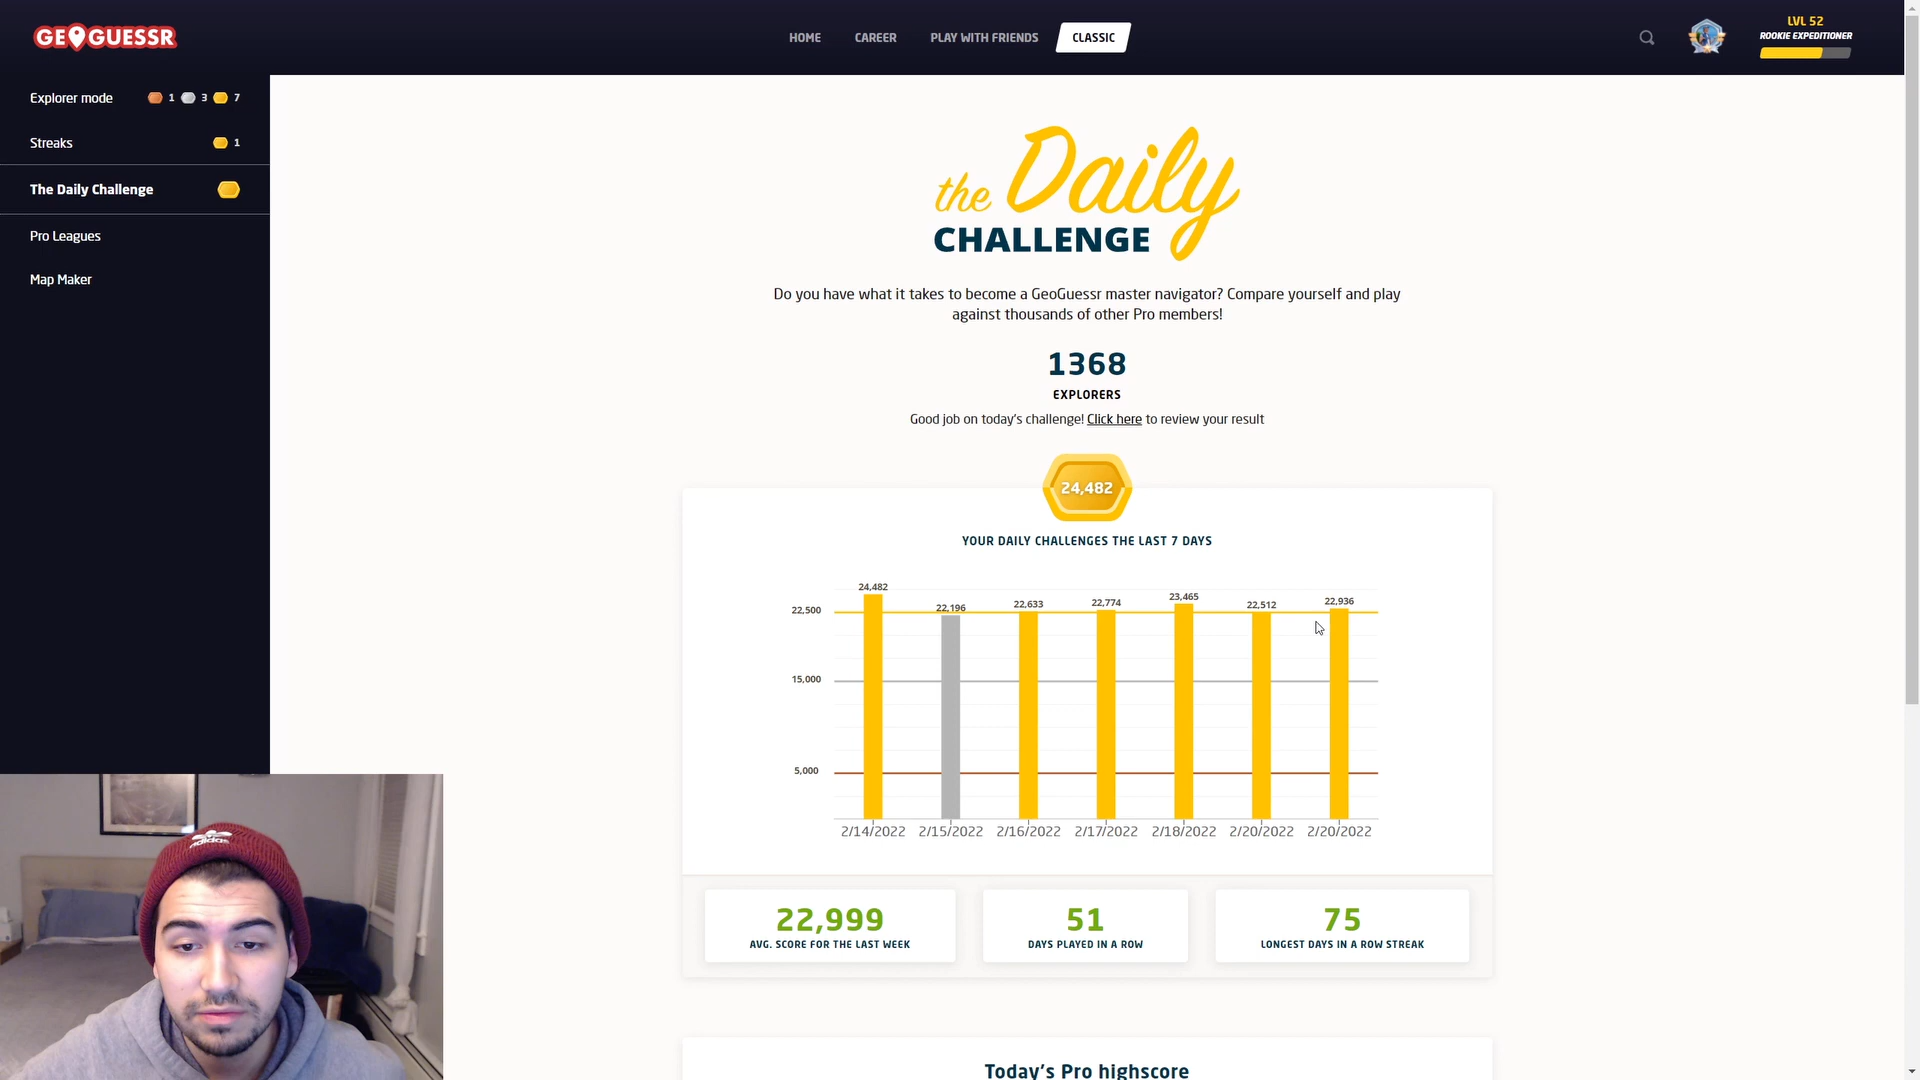 GEOGUESSR
HOME
CAREER
PLAY WITH FRIENDS
CLASSIC
LVL 52
ROOKIE EXPEDITIONER
Explorer mode 1 3 7
Streaks 1
The Daily Challenge
Pro Leagues
Map Maker
the Daily
CHALLENGE
Do you have what it takes to become a GeoGuessr master navigator? Compare yourself and play
against thousands of other Pro members!
1368
EXPLORERS
Good job on today's challenge! Click here to review your result
24,482
YOUR DAILY CHALLENGES THE LAST 7 DAYS
24,482
22,196
22,633
22,774
23,465
22,512
22,936
22,500
15,000
5,000
2/14/2022 2/15/2022 2/16/2022 2/17/2022 2/18/2022 2/20/2022 2/20/2022
22,999
AVG. SCORE FOR THE LAST WEEK
51
DAYS PLAYED IN A ROW
75
LONGEST DAYS IN A ROW STREAK
Today's Pro highscore
adidas